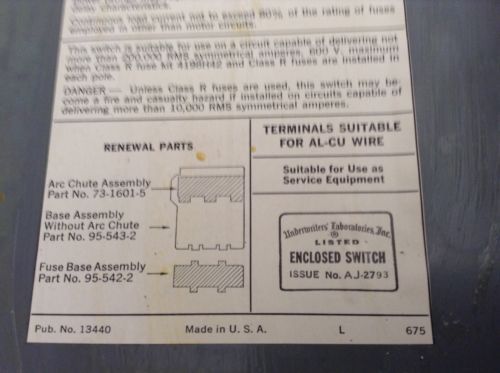 delay characteristics.
Continuous load current not to exceed 80% of the rating of fuses
employed in other than motor circuits.
This switch is suitable for use on a circuit capable of delivering not
more than 200,000 RMS symmetrical amperes, 600 V. maximum
when Class R fuse kit 4198H42 and Class R fuses are installed in
each pole.
DANGER — Unless Class R fuses are used, this switch may be-
come a fire and casualty hazard if installed on circuits capable of
delivering more than 10,000 RMS symmetrical amperes.
RENEWAL PARTS
Arc Chute Assembly
Part No. 73-1601-5
Base Assembly
Without Arc Chute
Part No. 95-543-2
Fuse Base Assembly
Part No. 95-542-2
TERMINALS SUITABLE
FOR AL-CU WIRE
Suitable for Use as
Service Equipment
Underwriters' Laboratories, Inc.
®
LISTED
ENCLOSED SWITCH
ISSUE No. AJ-2793
Pub. No. 13440 Made in U. S. A. L 675